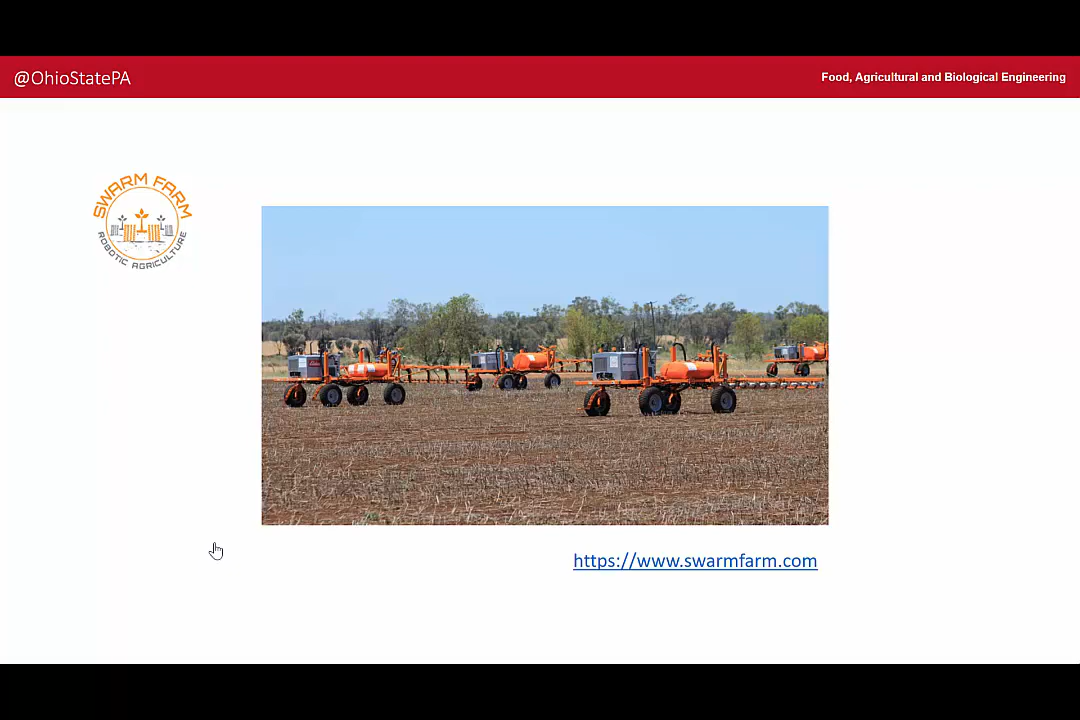 @OhioStatePA
Food, Agricultural and Biological Engineering
SWARM FARM
ROBOTIC AGRICULTURE
https://www.swarmfarm.com